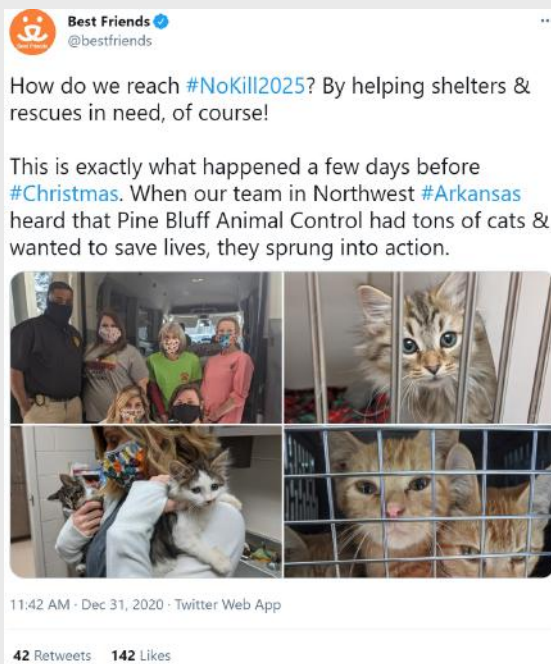 Best Friends
@bestfriends
How do we reach #NoKill2025? By helping shelters &
rescues in need, of course!
This is exactly what happened a few days before
#Christmas. When our team in Northwest #Arkansas
heard that Pine Bluff Animal Control had tons of cats &
wanted to save lives, they sprung into action.
11:42 AM · Dec 31, 2020 · Twitter Web App
42 Retweets 142 Likes